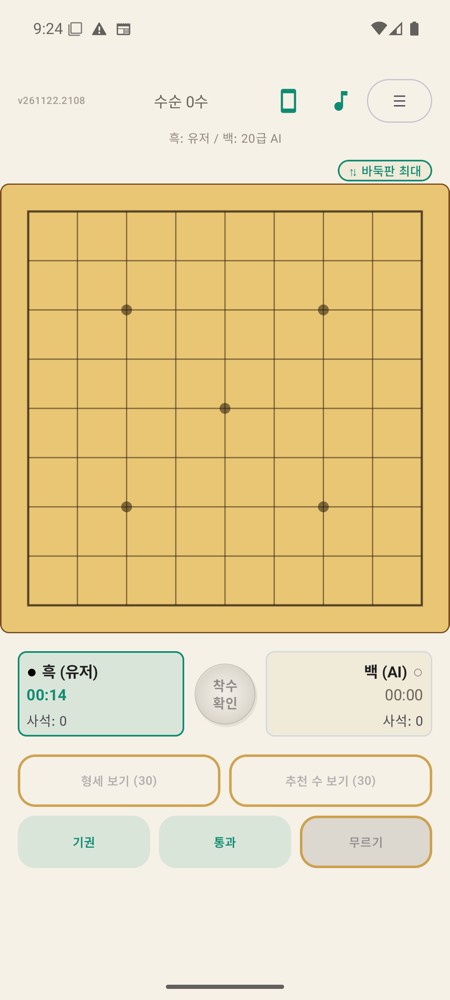 9:24
v261122.2108
수순 0수
흑: 유저 / 백: 20급 AI
↑↓ 바둑판 최대
● 흑 (유저)
00:14
사석: 0
착수
확인
백 (AI) ○
00:00
사석: 0
형세 보기 (30)
추천 수 보기 (30)
기권
통과
무르기